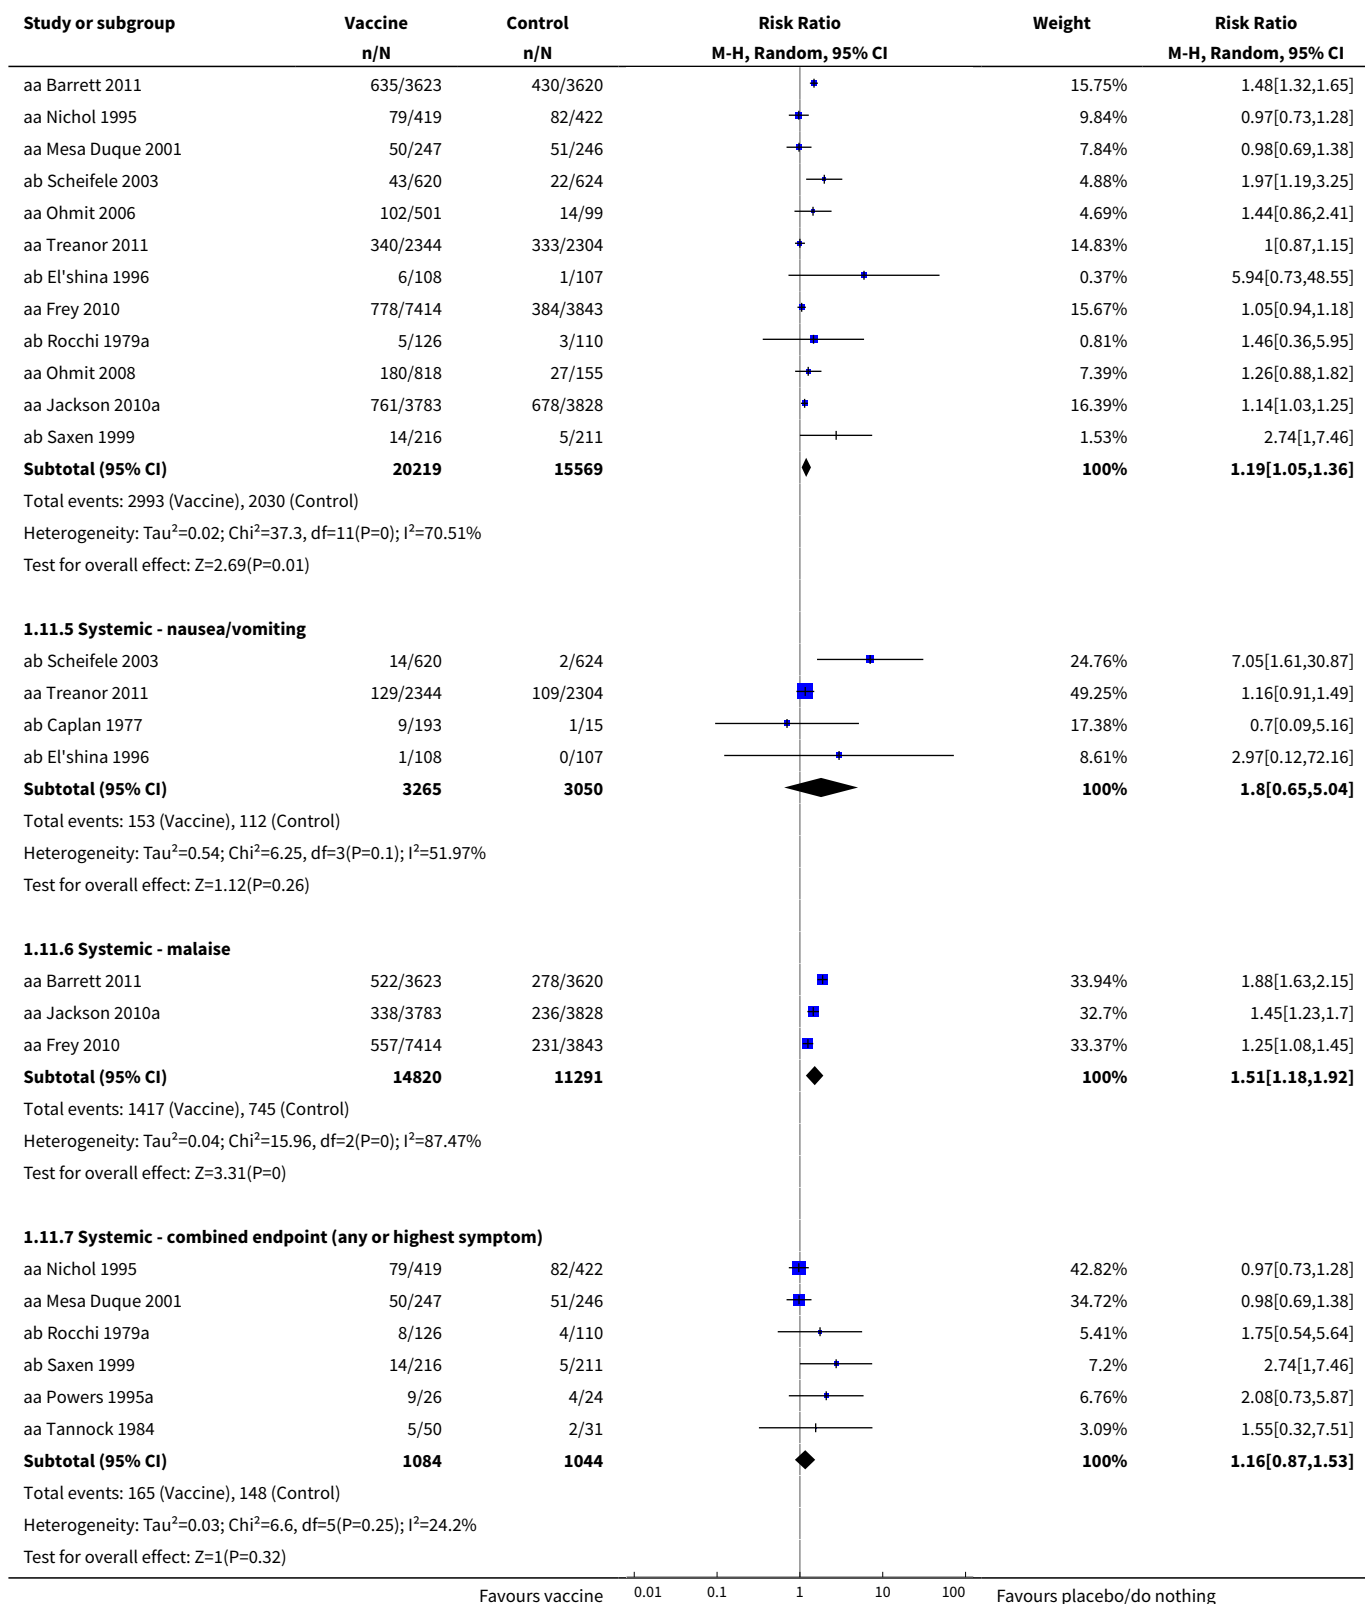 Study or subgroup Vaccine Control Risk Ratio Weight Risk Ratio
n/N n/N M-H, Random, 95% CI M-H, Random, 95% CI
aa Barrett 2011 635/3623 430/3620 15.75% 1.48[1.32,1.65]
aa Nichol 1995 79/419 82/422 9.84% 0.97[0.73,1.28]
aa Mesa Duque 2001 50/247 51/246 7.84% 0.98[0.69,1.38]
ab Scheifele 2003 43/620 22/624 4.88% 1.97[1.19,3.25]
aa Ohmit 2006 102/501 14/99 4.69% 1.44[0.86,2.41]
aa Treanor 2011 340/2344 333/2304 14.83% 1[0.87,1.15]
ab El'shina 1996 6/108 1/107 0.37% 5.94[0.73,48.55]
aa Frey 2010 778/7414 384/3843 15.67% 1.05[0.94,1.18]
ab Rocchi 1979a 5/126 3/110 0.81% 1.46[0.36,5.95]
aa Ohmit 2008 180/818 27/155 7.39% 1.26[0.88,1.82]
aa Jackson 2010a 761/3783 678/3828 16.39% 1.14[1.03,1.25]
ab Saxen 1999 14/216 5/211 1.53% 2.74[1,7.46]
Subtotal (95% CI) 20219 15569 100% 1.19[1.05,1.36]
Total events: 2993 (Vaccine), 2030 (Control)
Heterogeneity: Tau²=0.02; Chi²=37.3, df=11(P=0); I²=70.51%
Test for overall effect: Z=2.69(P=0.01)
1.11.5 Systemic - nausea/vomiting
ab Scheifele 2003 14/620 2/624 24.76% 7.05[1.61,30.87]
aa Treanor 2011 129/2344 109/2304 49.25% 1.16[0.91,1.49]
ab Caplan 1977 9/193 1/15 17.38% 0.7[0.09,5.16]
ab El'shina 1996 1/108 0/107 8.61% 2.97[0.12,72.16]
Subtotal (95% CI) 3265 3050 100% 1.8[0.65,5.04]
Total events: 153 (Vaccine), 112 (Control)
Heterogeneity: Tau²=0.54; Chi²=6.25, df=3(P=0.1); I²=51.97%
Test for overall effect: Z=1.12(P=0.26)
1.11.6 Systemic - malaise
aa Barrett 2011 522/3623 278/3620 33.94% 1.88[1.63,2.15]
aa Jackson 2010a 338/3783 236/3828 32.7% 1.45[1.23,1.7]
aa Frey 2010 557/7414 231/3843 33.37% 1.25[1.08,1.45]
Subtotal (95% CI) 14820 11291 100% 1.51[1.18,1.92]
Total events: 1417 (Vaccine), 745 (Control)
Heterogeneity: Tau²=0.04; Chi²=15.96, df=2(P=0); I²=87.47%
Test for overall effect: Z=3.31(P=0)
1.11.7 Systemic - combined endpoint (any or highest symptom)
aa Nichol 1995 79/419 82/422 42.82% 0.97[0.73,1.28]
aa Mesa Duque 2001 50/247 51/246 34.72% 0.98[0.69,1.38]
ab Rocchi 1979a 8/126 4/110 5.41% 1.75[0.54,5.64]
ab Saxen 1999 14/216 5/211 7.2% 2.74[1,7.46]
aa Powers 1995a 9/26 4/24 6.76% 2.08[0.73,5.87]
aa Tannock 1984 5/50 2/31 3.09% 1.55[0.32,7.51]
Subtotal (95% CI) 1084 1044 100% 1.16[0.87,1.53]
Total events: 165 (Vaccine), 148 (Control)
Heterogeneity: Tau²=0.03; Chi²=6.6, df=5(P=0.25); I²=24.2%
Test for overall effect: Z=1(P=0.32)
Favours vaccine 0.01 0.1 1 10 100 Favours placebo/do nothing